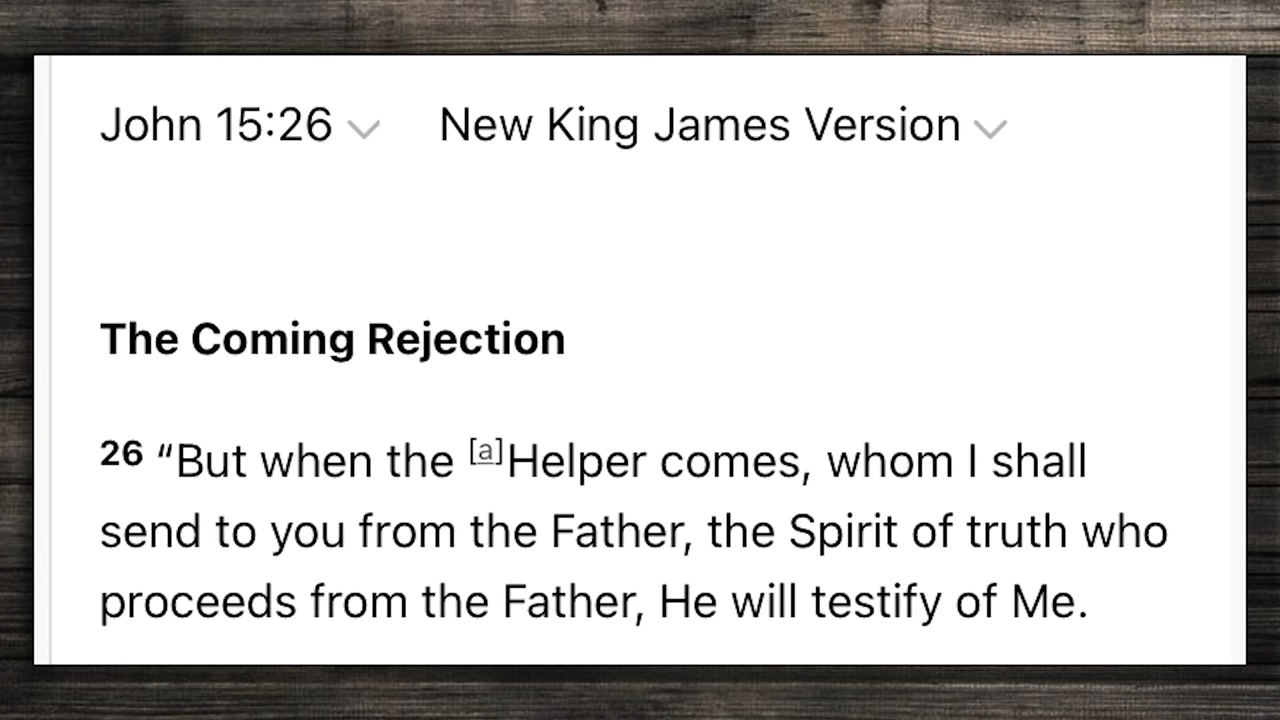 John 15:26 New King James Version
The Coming Rejection
26 “But when the [a]Helper comes, whom I shall
send to you from the Father, the Spirit of truth who
proceeds from the Father, He will testify of Me.